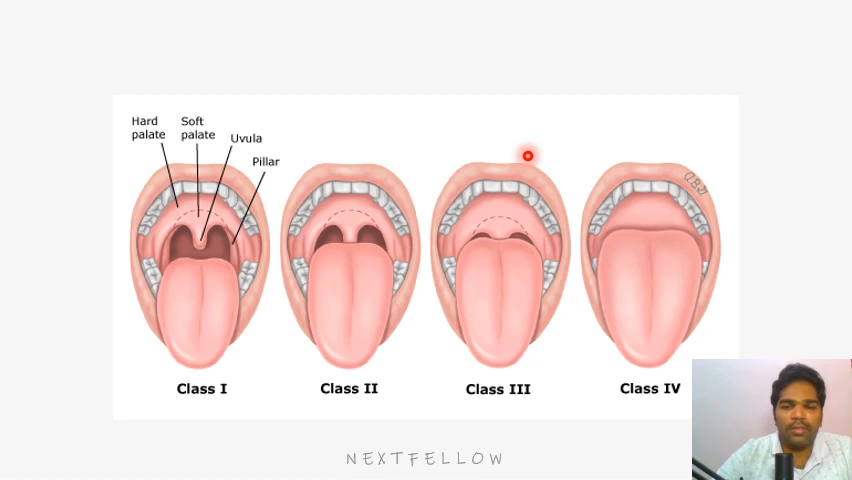 Hard palate
Soft palate
Uvula
Pillar
Class I
Class II
Class III
Class IV
NEXTFELLOW